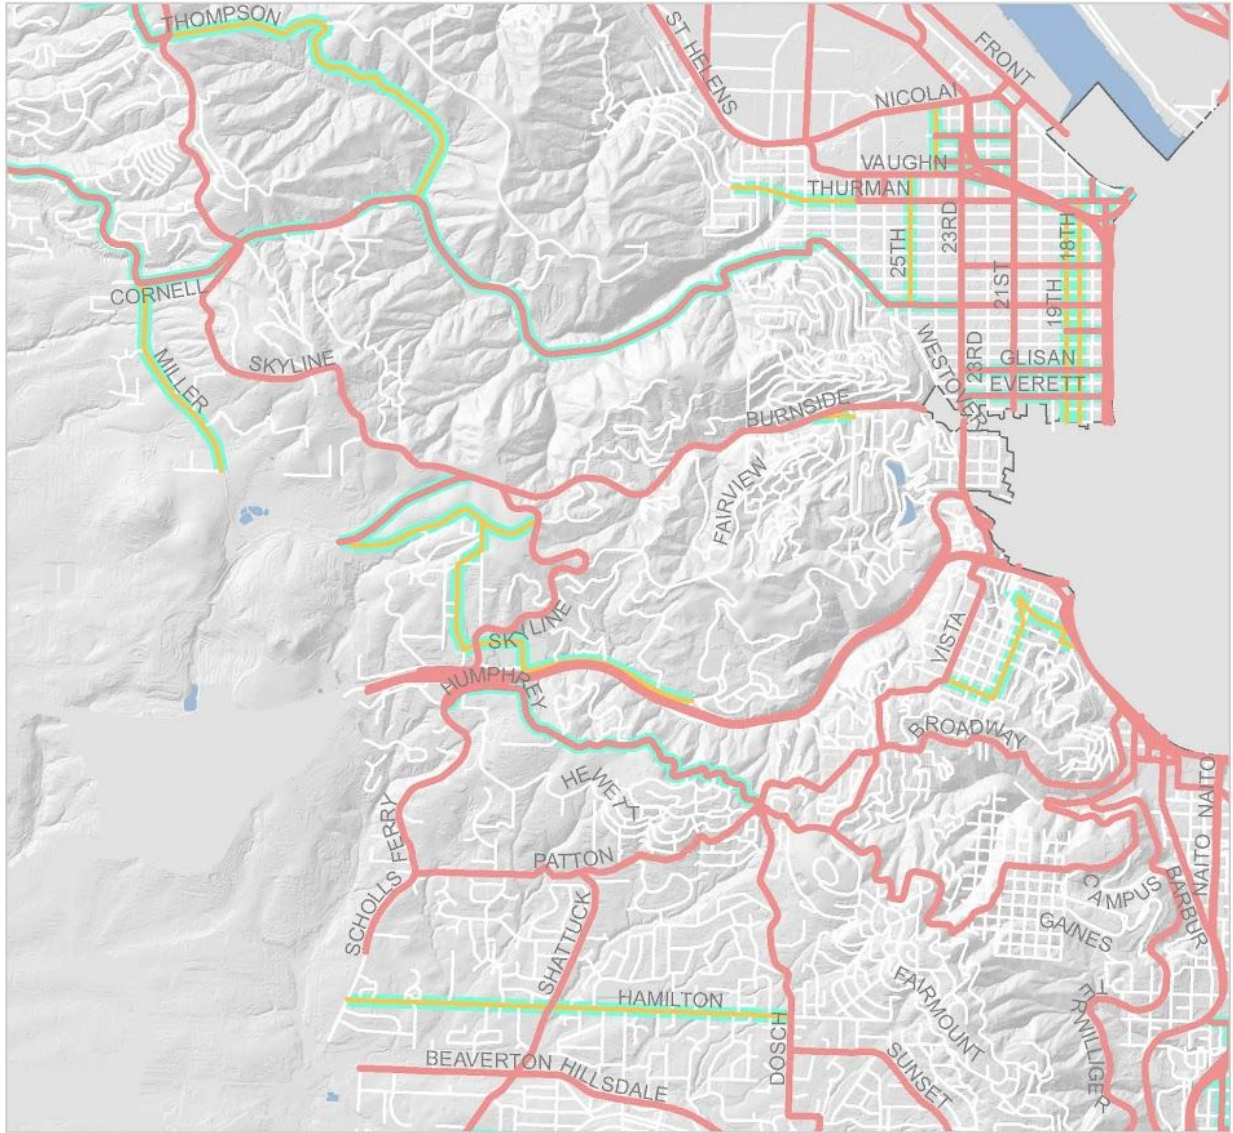 THOMPSON
ST HELENS
FRONT
NICOLAI
VAUGHN
THURMAN
25TH
23RD
18TH
21ST
19TH
CORNELL
MILLER
SKYLINE
WESTOVER
23RD
GLISAN
EVERETT
BURNSIDE
FAIRVIEW
SKYLINE
VISTA
HUMPHREY
BROADWAY
HEWETT
NAITO
NAITO
SCHOLLS FERRY
PATTON
CAMPUS
BARBUR
GAINES
SHATTUCK
HAMILTON
FAIRMOUNT
TERWILLIGER
DOSCH
SUNSET
BEAVERTON HILLSDALE